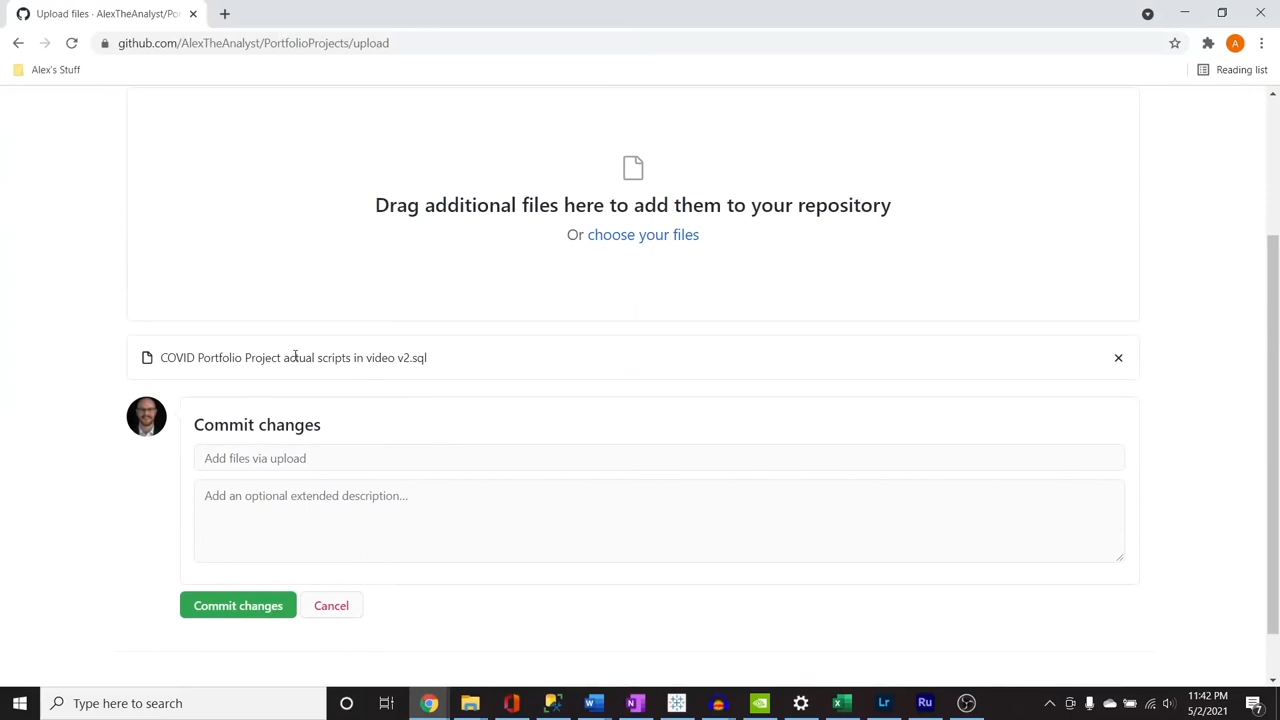 Upload files · AlexTheAnalyst/Po
github.com/AlexTheAnalyst/PortfolioProjects/upload
A
Alex's Stuff
Reading list
Drag additional files here to add them to your repository
Or choose your files
COVID Portfolio Project actual scripts in video v2.sql
Commit changes
Add files via upload
Add an optional extended description...
Commit changes
Cancel
Type here to search
11:42 PM
5/2/2021